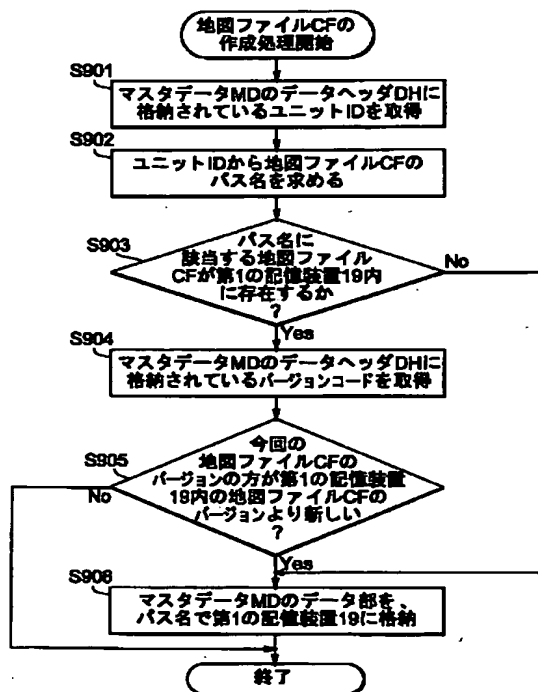 地図ファイルCFの
作成処理開始
S901
マスタデータMDのデータヘッダDHに
格納されているユニットIDを取得
S902
ユニットIDから地図ファイルCFの
パス名を求める
S903
パス名に
該当する地図ファイル
CFが第1の記憶装置19内
に存在するか
?
No
Yes
S904
マスタデータMDのデータヘッダDHに
格納されているバージョンコードを取得
S905
今回の
地図ファイルCFの
バージョンの方が第1の記憶装置
19内の地図ファイルCFの
バージョンより新しい
?
No
Yes
S906
マスタデータMDのデータ部を、
パス名で第1の記憶装置19に格納
終了